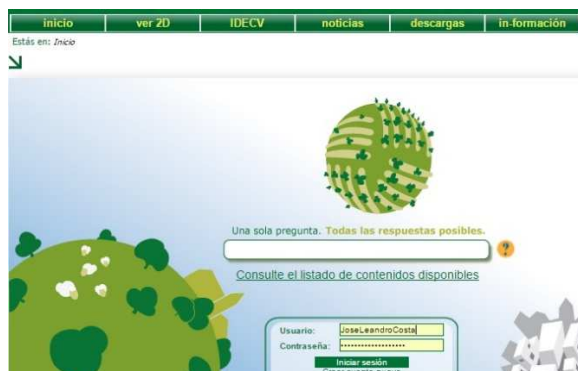 inicio ver 2D IDECV noticias descargas in-formación
Estás en: Inicio
Una sola pregunta. Todas las respuestas posibles.
?
Consulte el listado de contenidos disponibles
Usuario: JoseLeandroCosta
Contraseña: ••••••••••••••••••
Iniciar sesión